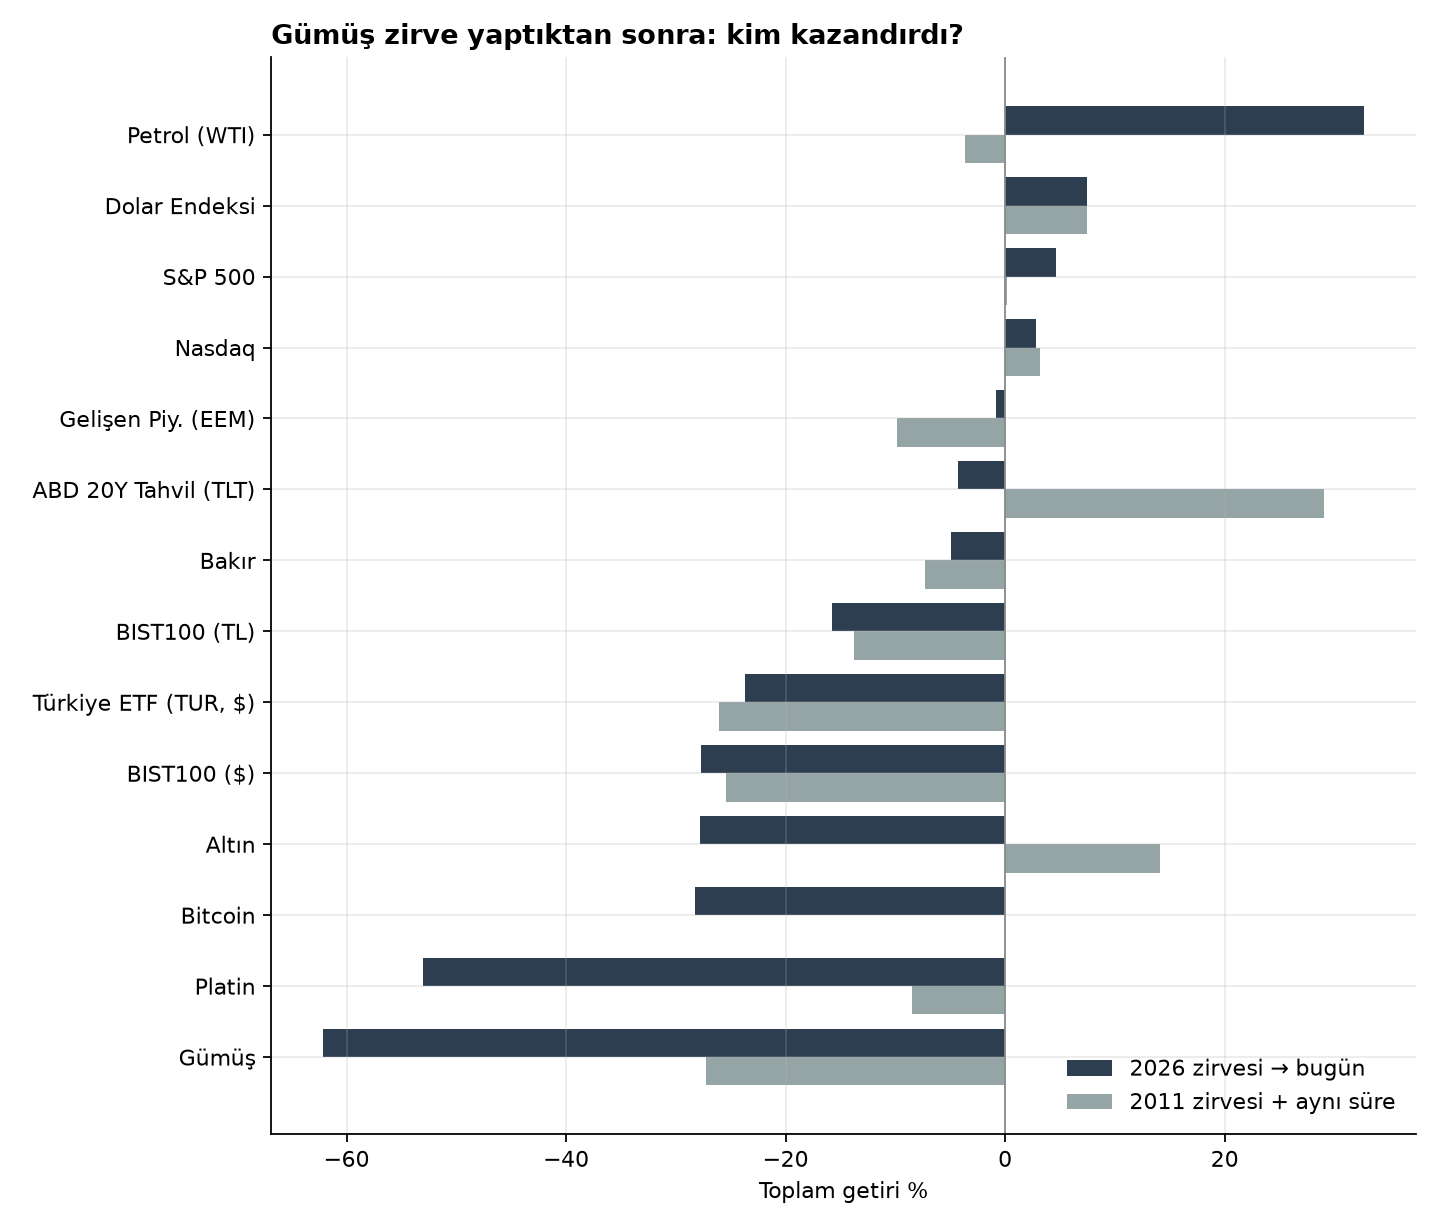 Gümüş zirve yaptıktan sonra: kim kazandırdı?
Petrol (WTI)
Dolar Endeksi
S&P 500
Nasdaq
Gelişen Piy. (EEM)
ABD 20Y Tahvil (TLT)
Bakır
BIST100 (TL)
Türkiye ETF (TUR, $)
BIST100 ($)
Altın
Bitcoin
Platin
Gümüş
2026 zirvesi → bugün
2011 zirvesi + aynı süre
−60 −40 −20 0 20
Toplam getiri %